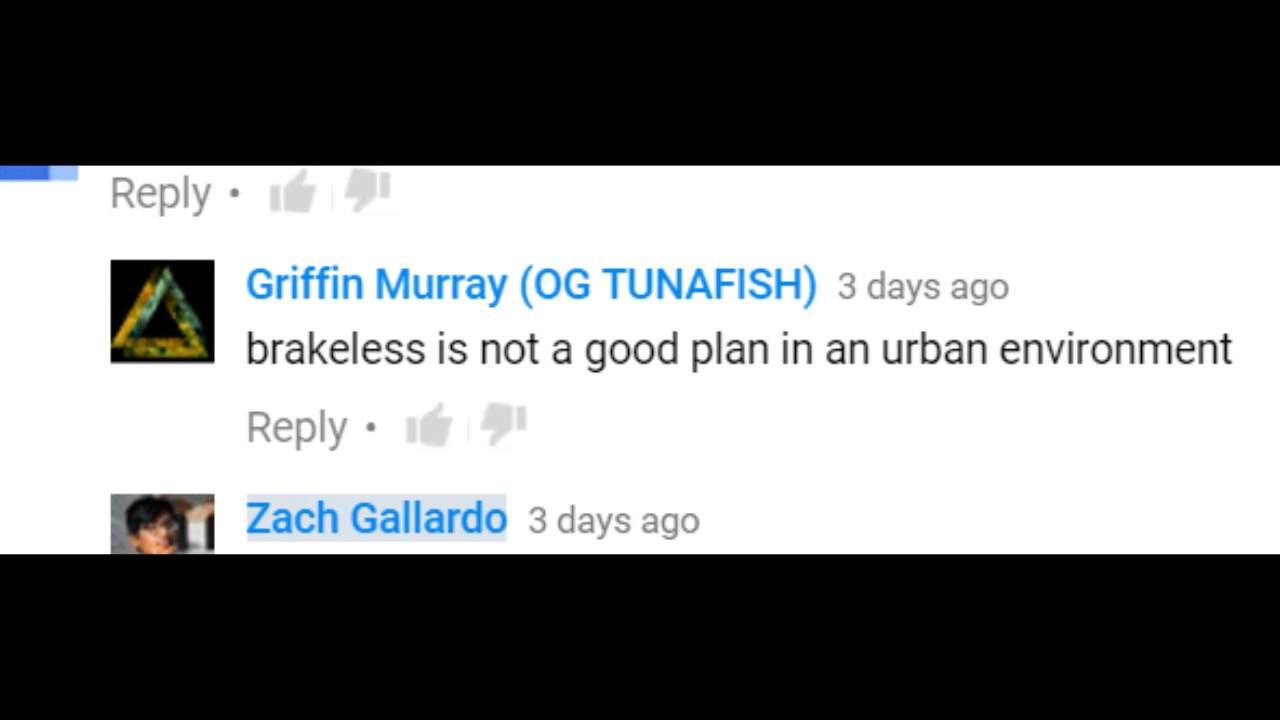 Reply •
Griffin Murray (OG TUNAFISH) 3 days ago
brakeless is not a good plan in an urban environment
Reply •
Zach Gallardo 3 days ago